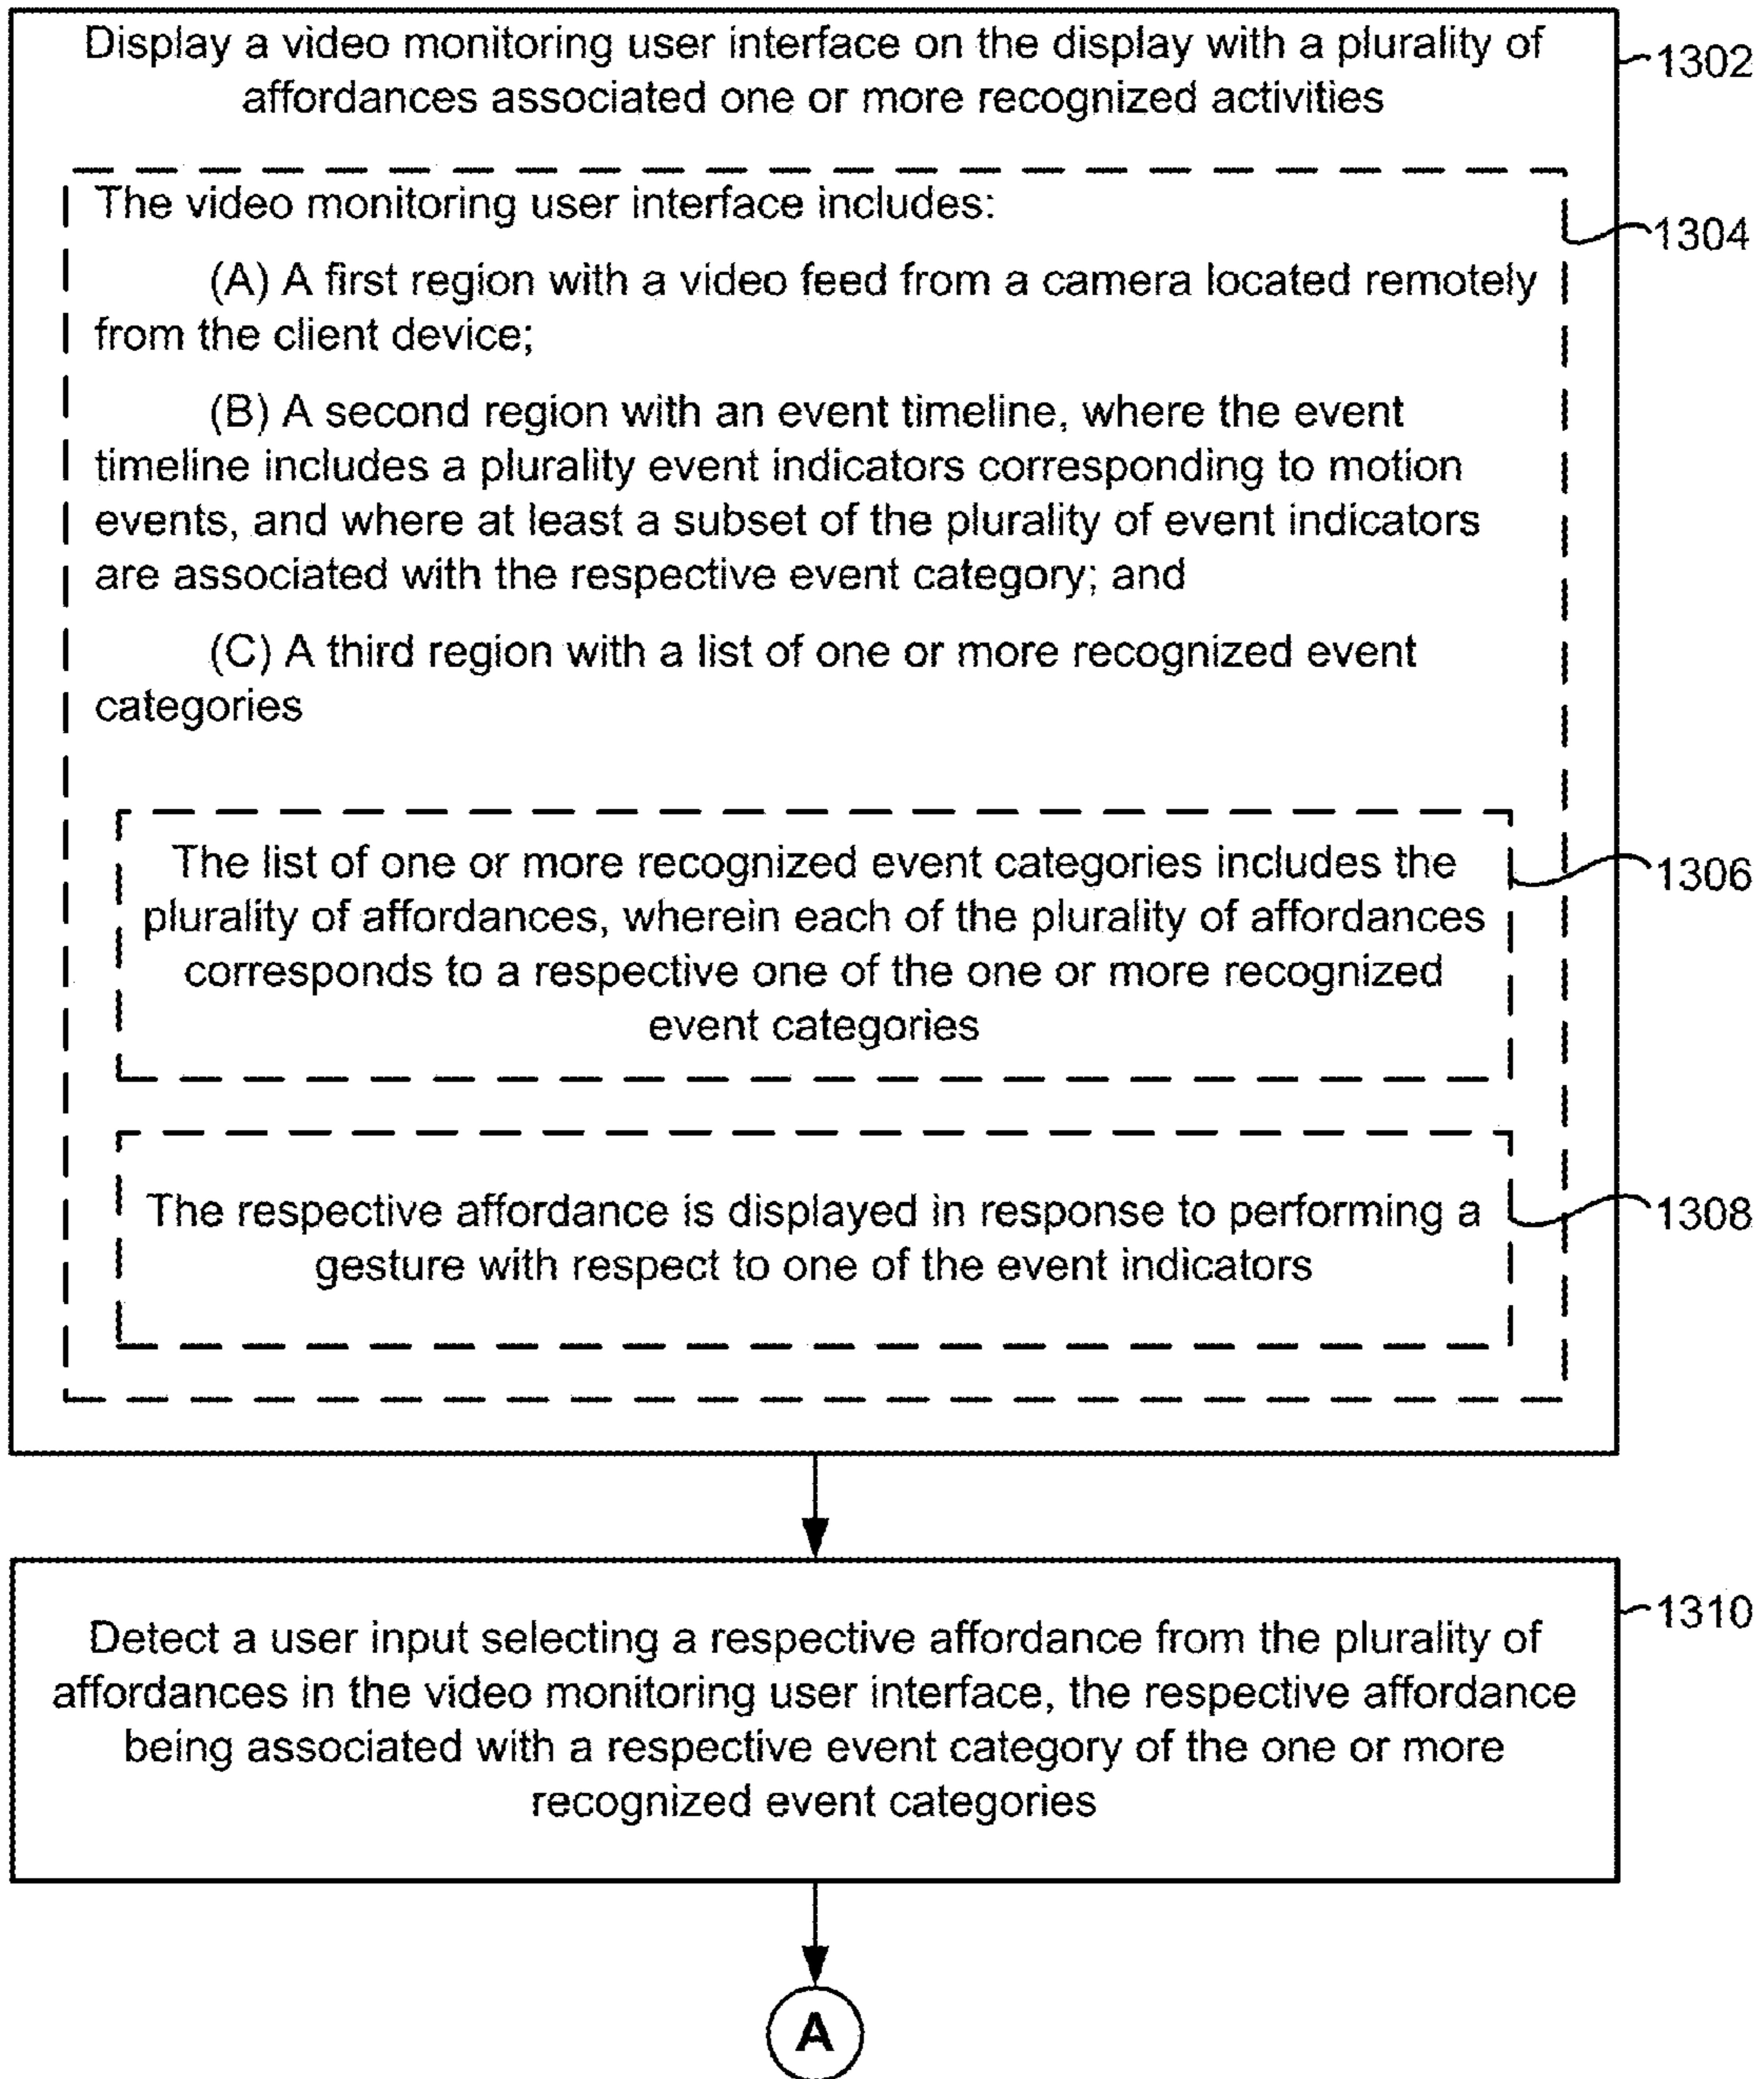 Display a video monitoring user interface on the display with a plurality of
affordances associated one or more recognized activities
1302
The video monitoring user interface includes:
1304
(A) A first region with a video feed from a camera located remotely
from the client device;
(B) A second region with an event timeline, where the event
timeline includes a plurality event indicators corresponding to motion
events, and where at least a subset of the plurality of event indicators
are associated with the respective event category; and
(C) A third region with a list of one or more recognized event
categories
The list of one or more recognized event categories includes the
plurality of affordances, wherein each of the plurality of affordances
corresponds to a respective one of the one or more recognized
event categories
1306
The respective affordance is displayed in response to performing a
gesture with respect to one of the event indicators
1308
Detect a user input selecting a respective affordance from the plurality of
affordances in the video monitoring user interface, the respective affordance
being associated with a respective event category of the one or more
recognized event categories
1310
A